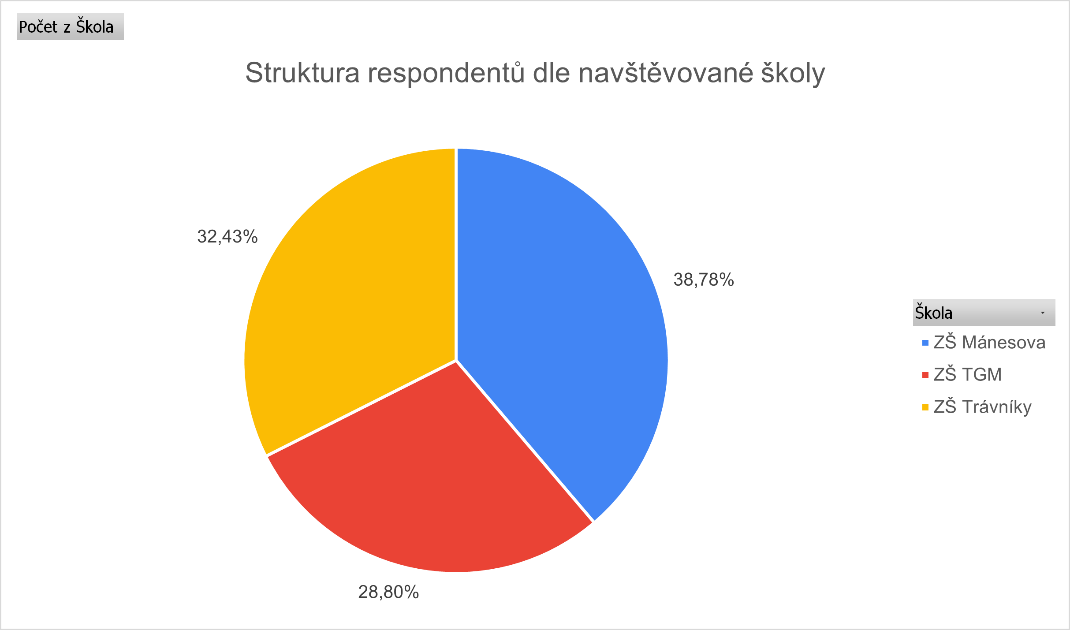 Počet z Škola
Struktura respondentů dle navštěvované školy
32,43%
38,78%
28,80%
Škola
ZŠ Mánesova
ZŠ TGM
ZŠ Trávníky